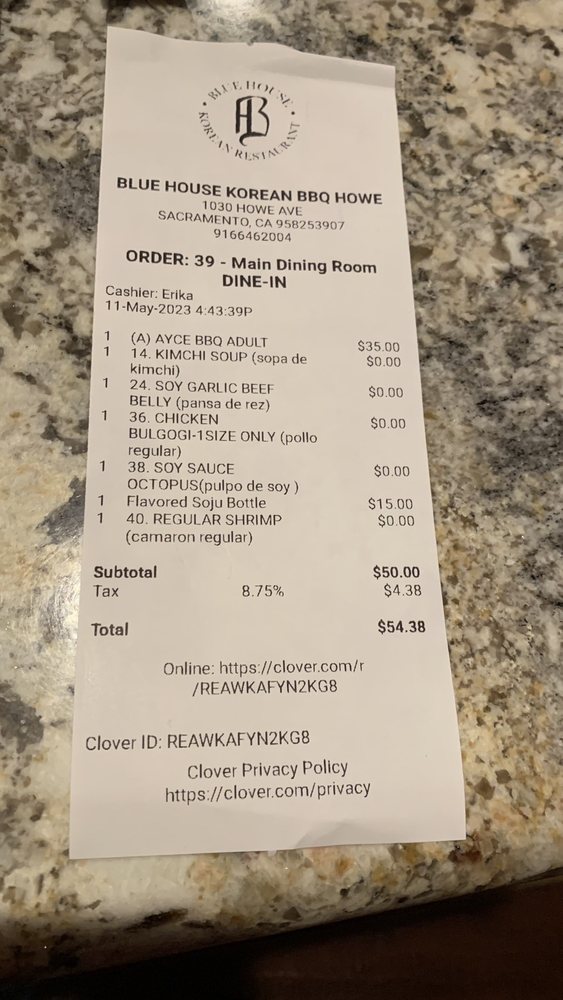 BLUE HOUSE
KOREAN RESTAURANT
BLUE HOUSE KOREAN BBQ HOWE
1030 HOWE AVE
SACRAMENTO, CA 958253907
9166462004
ORDER: 39 - Main Dining Room
DINE-IN
Cashier: Erika
11-May-2023 4:43:39P
1 (A) AYCE BBQ ADULT $35.00
1 14. KIMCHI SOUP (sopa de $0.00
kimchi)
1 24. SOY GARLIC BEEF $0.00
BELLY (pansa de rez)
1 36. CHICKEN $0.00
BULGOGI-1SIZE ONLY (pollo
regular)
1 38. SOY SAUCE $0.00
OCTOPUS(pulpo de soy )
1 Flavored Soju Bottle $15.00
1 40. REGULAR SHRIMP $0.00
(camaron regular)
Subtotal $50.00
Tax 8.75% $4.38
Total $54.38
Online: https://clover.com/r
/REAWKAFYN2KG8
Clover ID: REAWKAFYN2KG8
Clover Privacy Policy
https://clover.com/privacy